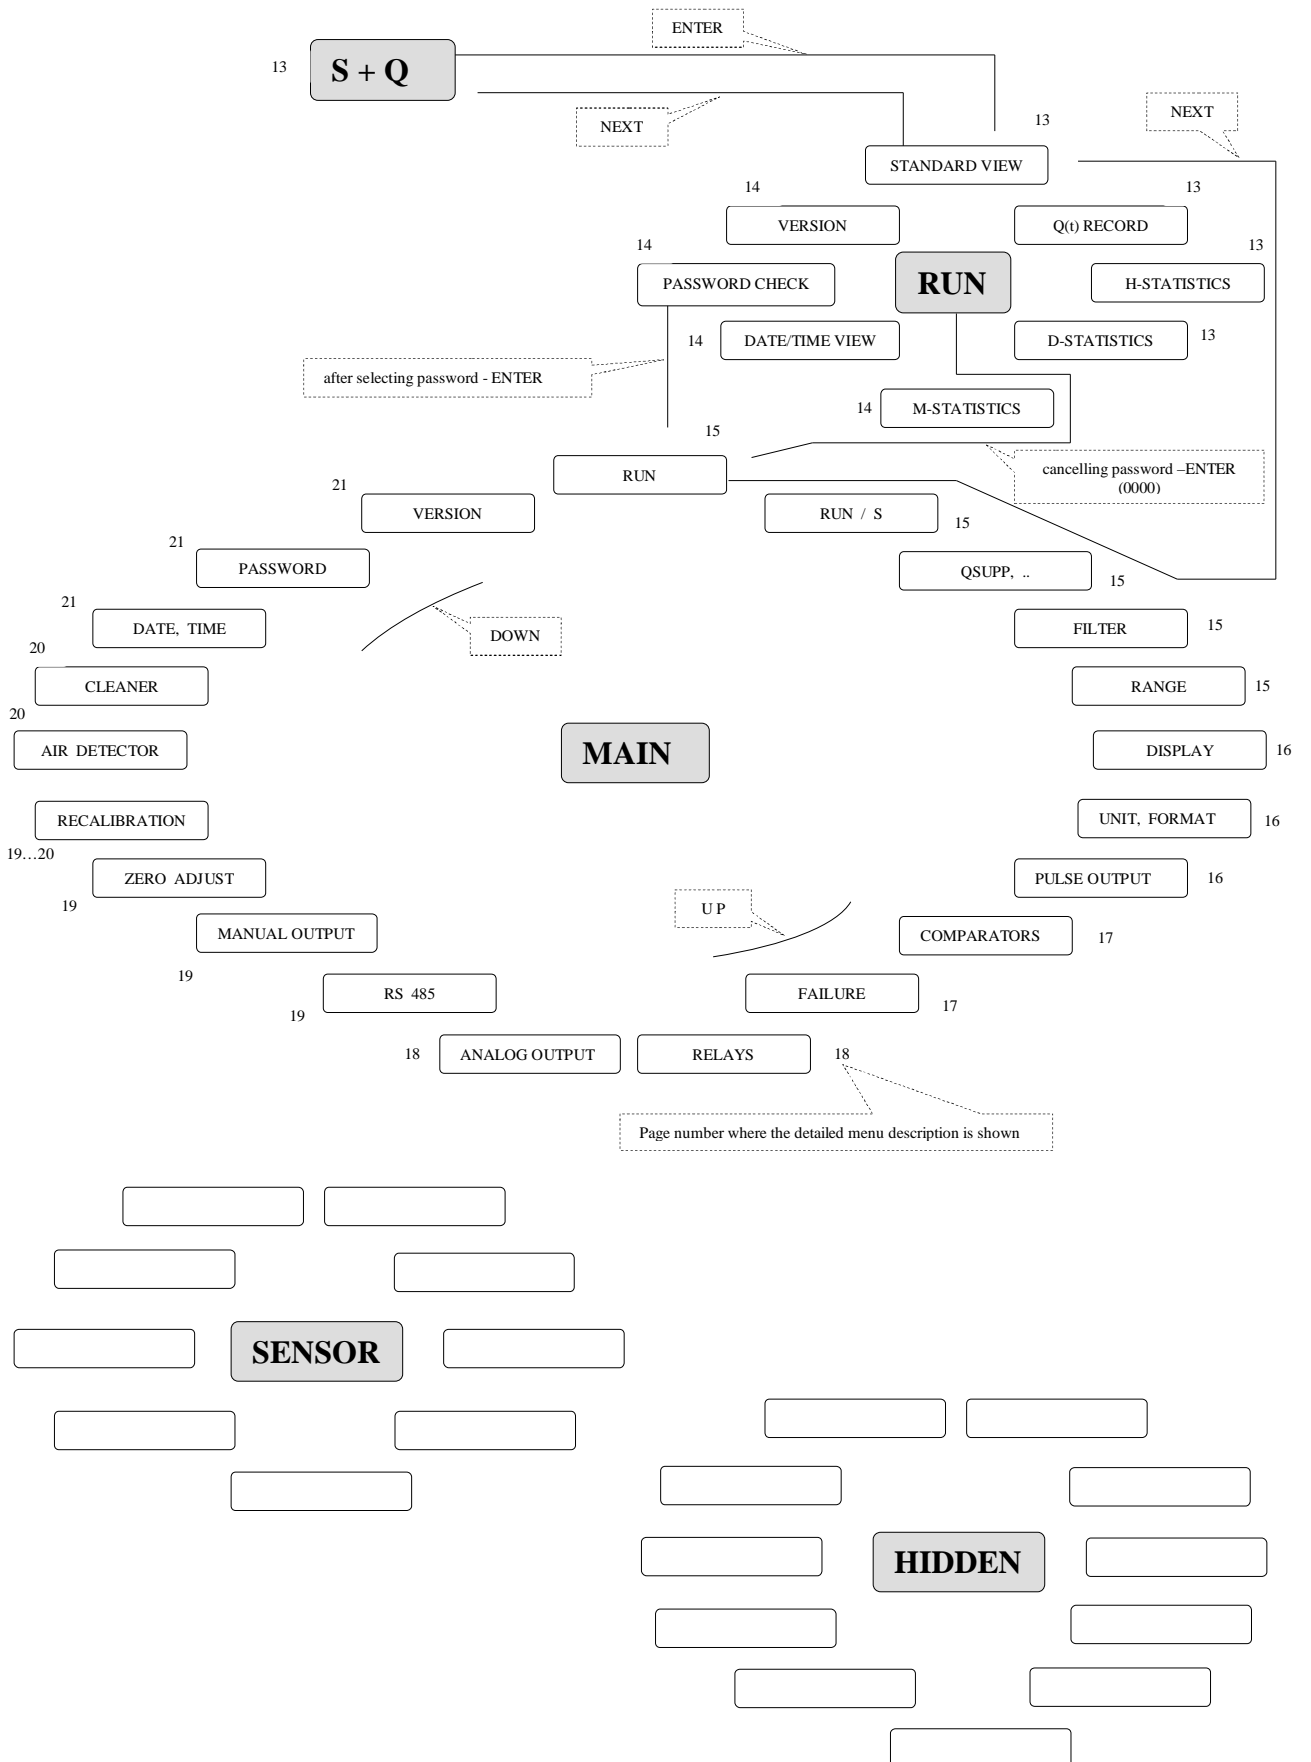 ENTER
13
S + Q
NEXT
NEXT
13
STANDARD VIEW
14
13
VERSION
Q(t) RECORD
14
13
PASSWORD CHECK
RUN
H-STATISTICS
14
DATE/TIME VIEW
D-STATISTICS
13
after selecting password - ENTER
14
M-STATISTICS
15
cancelling password –ENTER
(0000)
RUN
21
VERSION
RUN / S
15
21
PASSWORD
QSUPP, ..
15
21
DATE, TIME
FILTER
15
DOWN
20
CLEANER
RANGE
15
20
AIR DETECTOR
MAIN
DISPLAY
16
RECALIBRATION
UNIT, FORMAT
16
19…20
ZERO ADJUST
PULSE OUTPUT
16
19
U P
MANUAL OUTPUT
COMPARATORS
17
19
RS 485
FAILURE
17
19
18
ANALOG OUTPUT
RELAYS
18
Page number where the detailed menu description is shown
SENSOR
HIDDEN